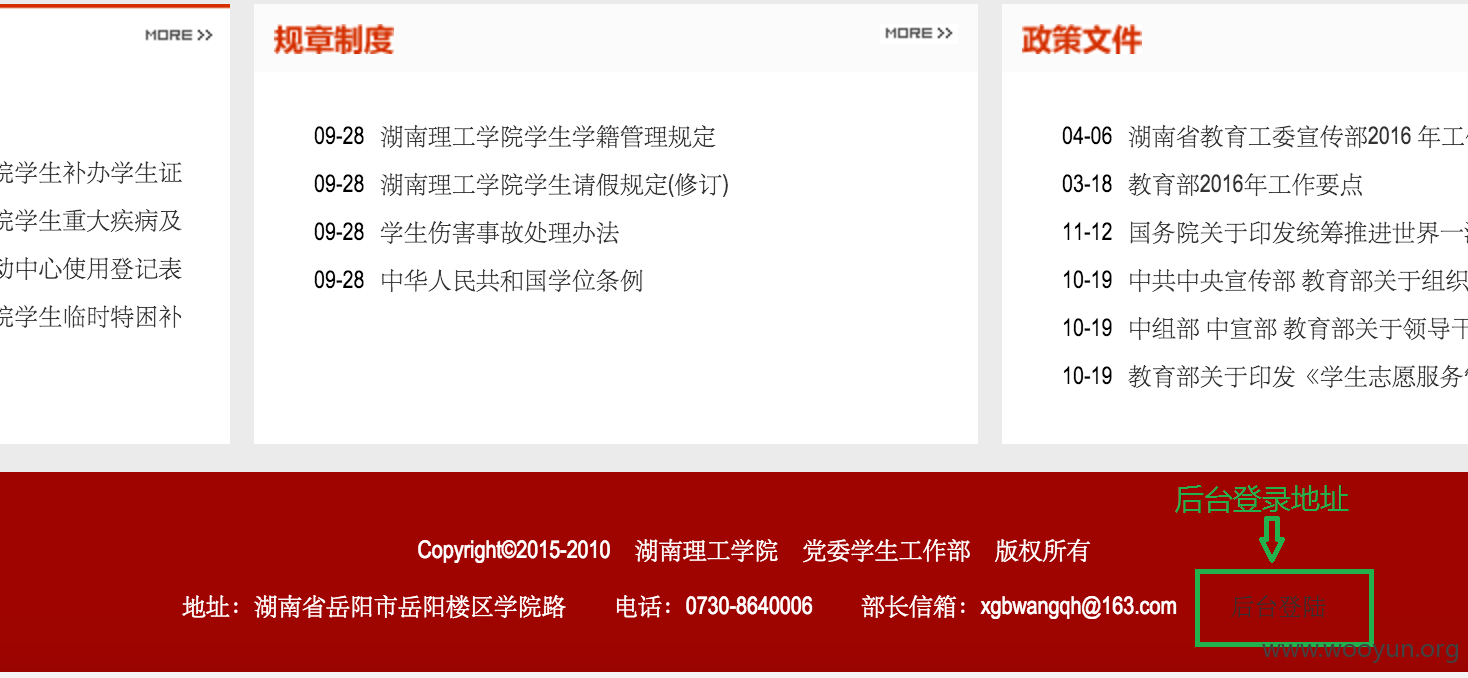 MORE >>
院学生补办学生证
院学生重大疾病及
动中心使用登记表
院学生临时特困补
规章制度 MORE >>
09-28 湖南理工学院学生学籍管理规定
09-28 湖南理工学院学生请假规定(修订)
09-28 学生伤害事故处理办法
09-28 中华人民共和国学位条例
政策文件
04-06 湖南省教育工委宣传部2016 年工
03-18 教育部2016年工作要点
11-12 国务院关于印发统筹推进世界一
10-19 中共中央宣传部 教育部关于组织
10-19 中组部 中宣部 教育部关于领导干
10-19 教育部关于印发《学生志愿服务
后台登录地址
Copyright©2015-2010 湖南理工学院 党委学生工作部 版权所有
地址：湖南省岳阳市岳阳楼区学院路 电话：0730-8640006 部长信箱：xgbwangqh@163.com 后台登陆
www.wooyun.org